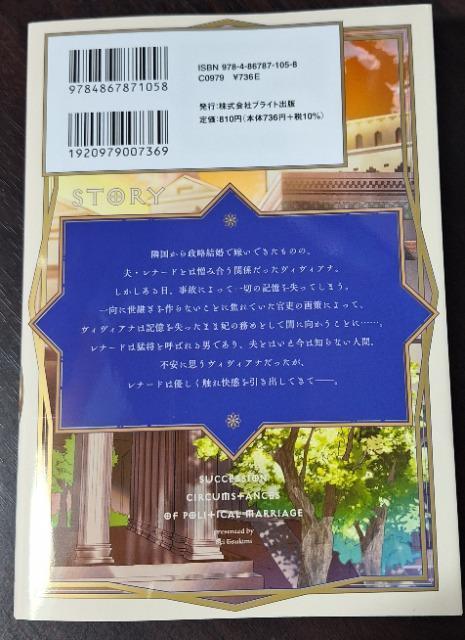 ISBN 978-4-86787-105-8
C0979 ¥736E
9784867871058
発行:株式会社ブライト出版
定価:810円(本体736円+税10%)
1920979007369
STORY
隣国から政略結婚で嫁いできたものの、
夫・レナードとは憎み合う関係だったヴィヴィアナ。
しかしある日、事故によって一切の記憶を失ってしまう。
一向に世継ぎを作らないことに焦れていた官吏の画策によって、
ヴィヴィアナは記憶を失ったまま妃の務めとして閨に向かうことに……。
レナードは猛将と呼ばれる男であり、夫とはいえ今は知らない人間。
不安に思うヴィヴィアナだったが、
レナードは優しく触れ快感を引き出してきて――。
SUCCESSION
CIRCUMSTANCES
OF POLITICAL MARRIAGE
presented by